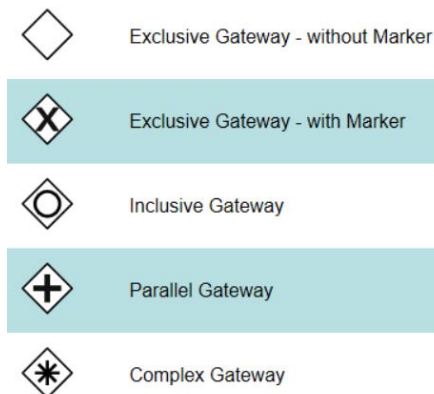 Exclusive Gateway - without Marker
Exclusive Gateway - with Marker
Inclusive Gateway
Parallel Gateway
Complex Gateway